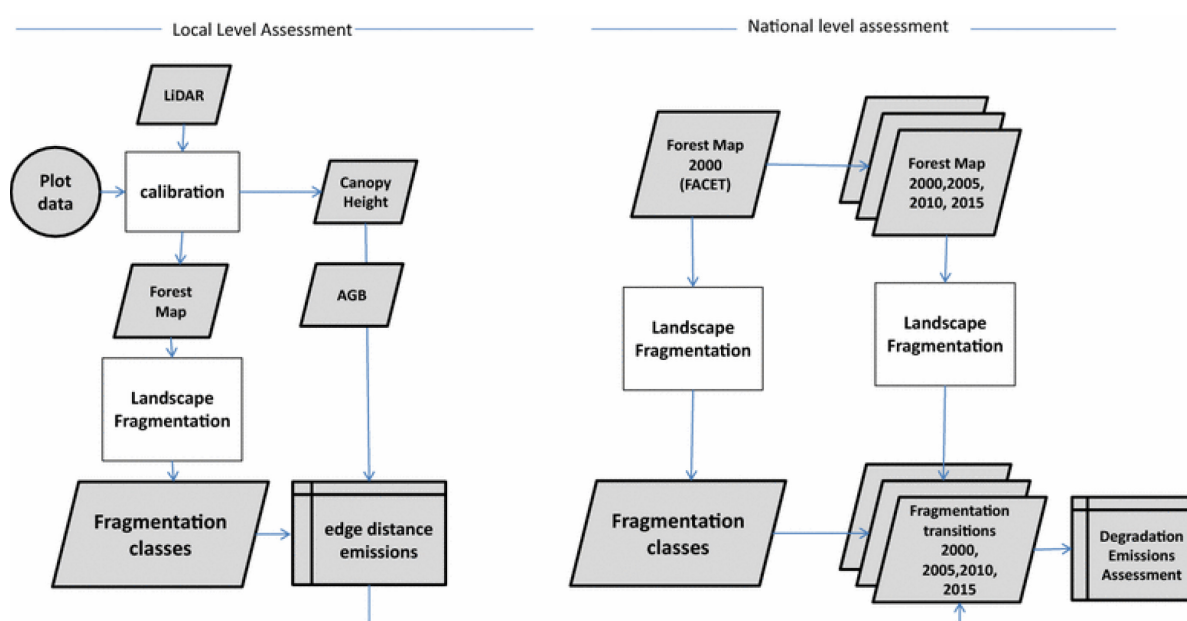 Local Level Assessment
LiDAR
Plot
data
calibration
Canopy
Height
Forest
Map
AGB
Landscape
Fragmentation
Fragmentation
classes
edge distance
emissions
National level assessment
Forest Map
2000
(FACET)
Forest Map
2000,2005,
2010, 2015
Landscape
Fragmentation
Landscape
Fragmentation
Fragmentation
classes
Fragmentation
transitions
2000,
2005,2010,
2015
Degradation
Emissions
Assessment